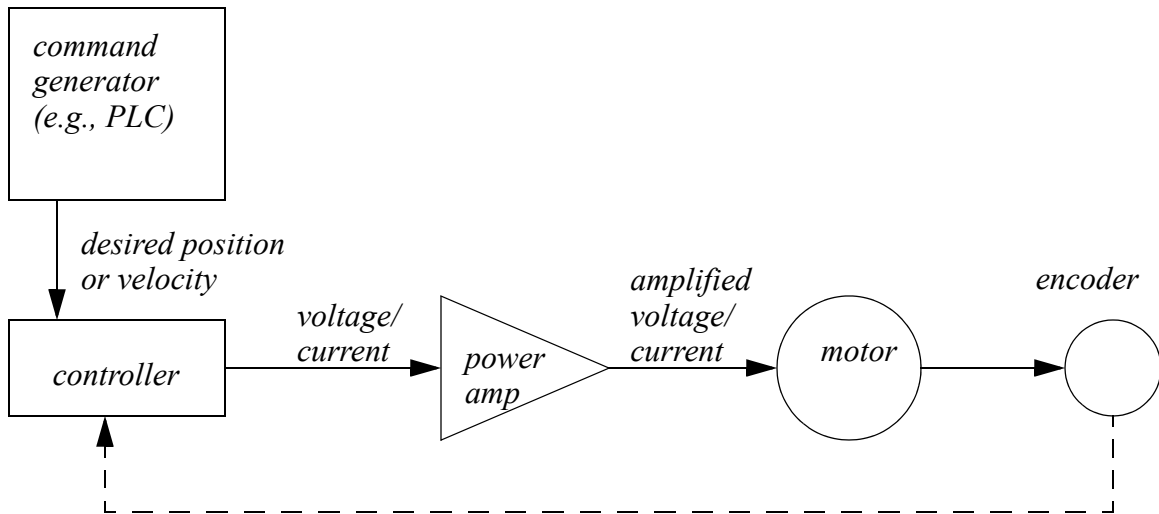 command
generator
(e.g., PLC)
desired position
or velocity
controller
voltage/
current
power
amp
amplified
voltage/
current
motor
encoder